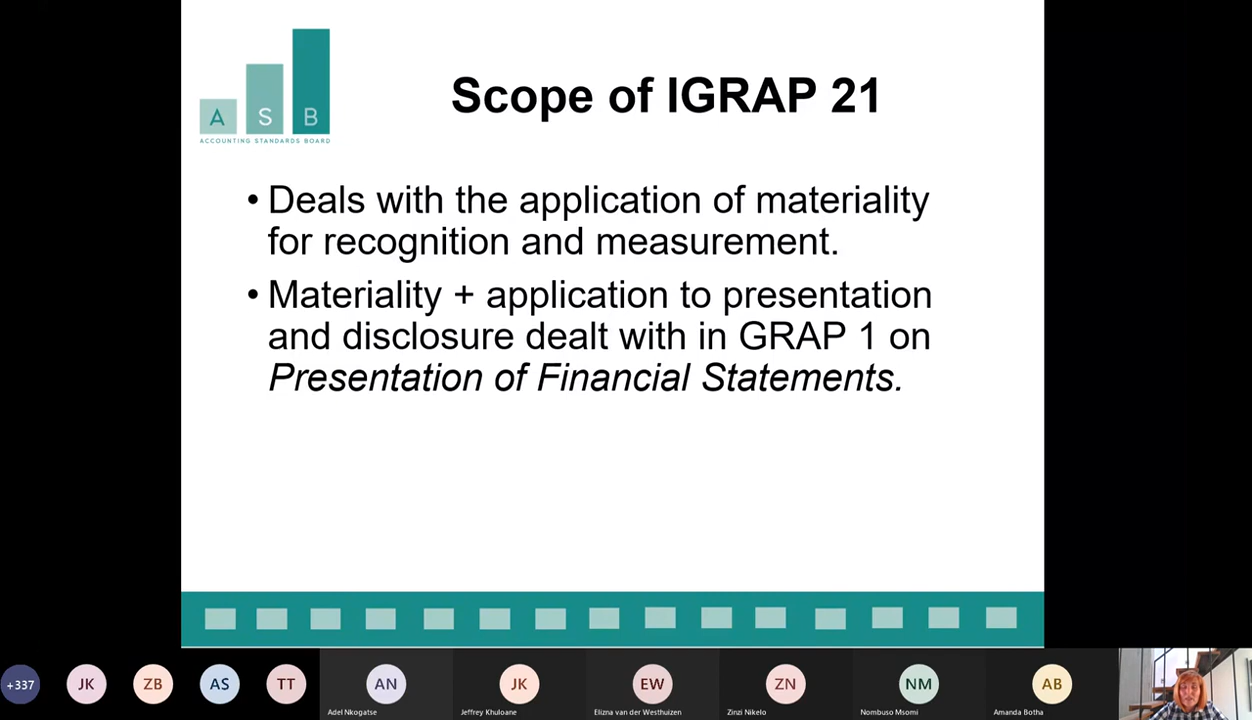 A S B
ACCOUNTING STANDARDS BOARD
Scope of IGRAP 21
• Deals with the application of materiality
for recognition and measurement.
• Materiality + application to presentation
and disclosure dealt with in GRAP 1 on
Presentation of Financial Statements.
+337
JK
ZB
AS
TT
AN
JK
EW
ZN
NM
AB
Adel Nkogatse
Jeffrey Khuloane
Elizna van der Westhuizen
Zinzi Nikelo
Nombuso Msomi
Amanda Botha